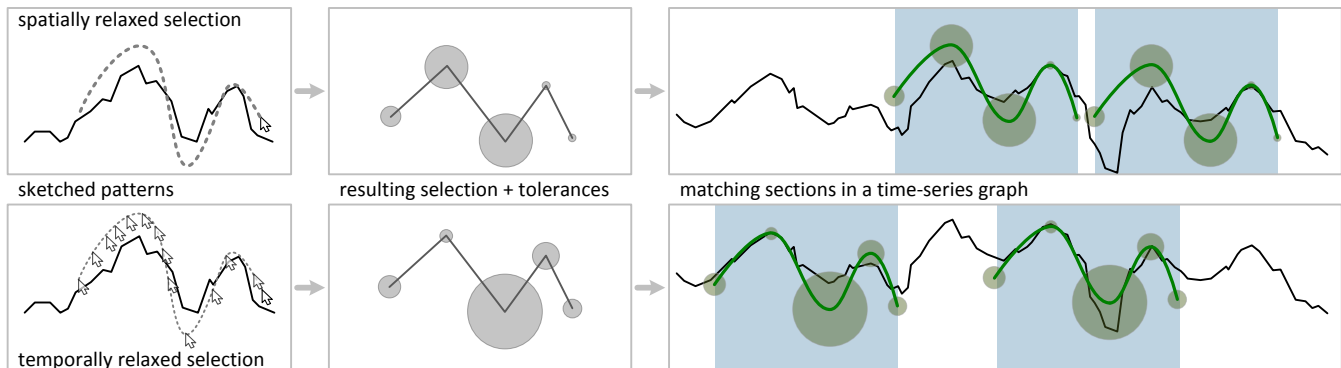 spatially relaxed selection
sketched patterns
resulting selection + tolerances
matching sections in a time-series graph
temporally relaxed selection